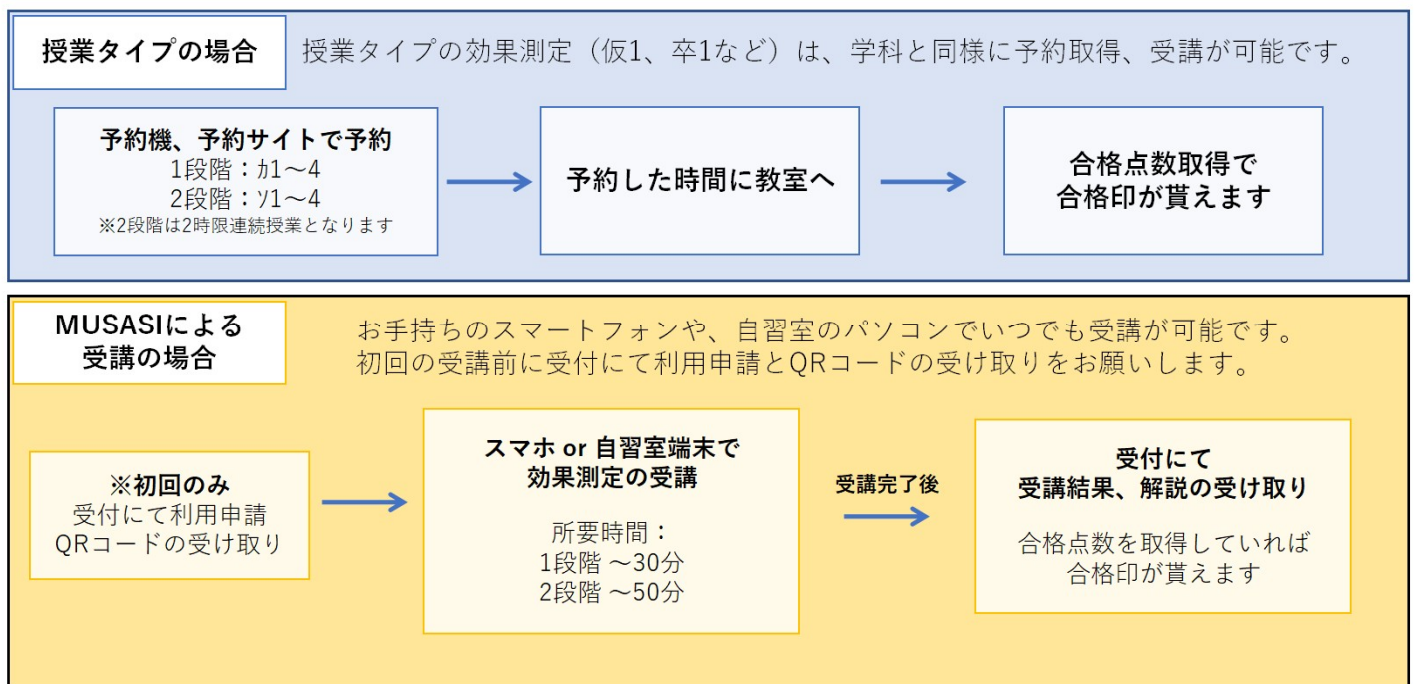 授業タイプの場合
授業タイプの効果測定（仮1、卒1など）は、学科と同様に予約取得、受講が可能です。
予約機、予約サイトで予約
1段階：ｶ1～4
2段階：ｿ1～4
※2段階は2時限連続授業となります
予約した時間に教室へ
合格点数取得で
合格印が貰えます
MUSASIによる
受講の場合
お手持ちのスマートフォンや、自習室のパソコンでいつでも受講が可能です。
初回の受講前に受付にて利用申請とQRコードの受け取りをお願いします。
※初回のみ
受付にて利用申請
QRコードの受け取り
スマホ or 自習室端末で
効果測定の受講
所要時間：
1段階 ～30分
2段階 ～50分
受講完了後
受付にて
受講結果、解説の受け取り
合格点数を取得していれば
合格印が貰えます